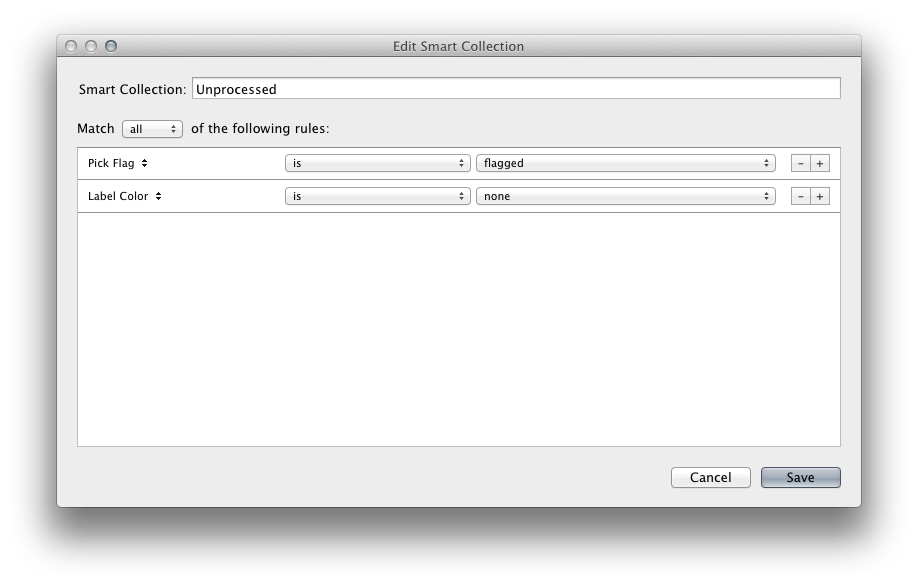 Edit Smart Collection
Smart Collection: Unprocessed
Match all of the following rules:
Pick Flag is flagged - +
Label Color is none - +
Cancel Save